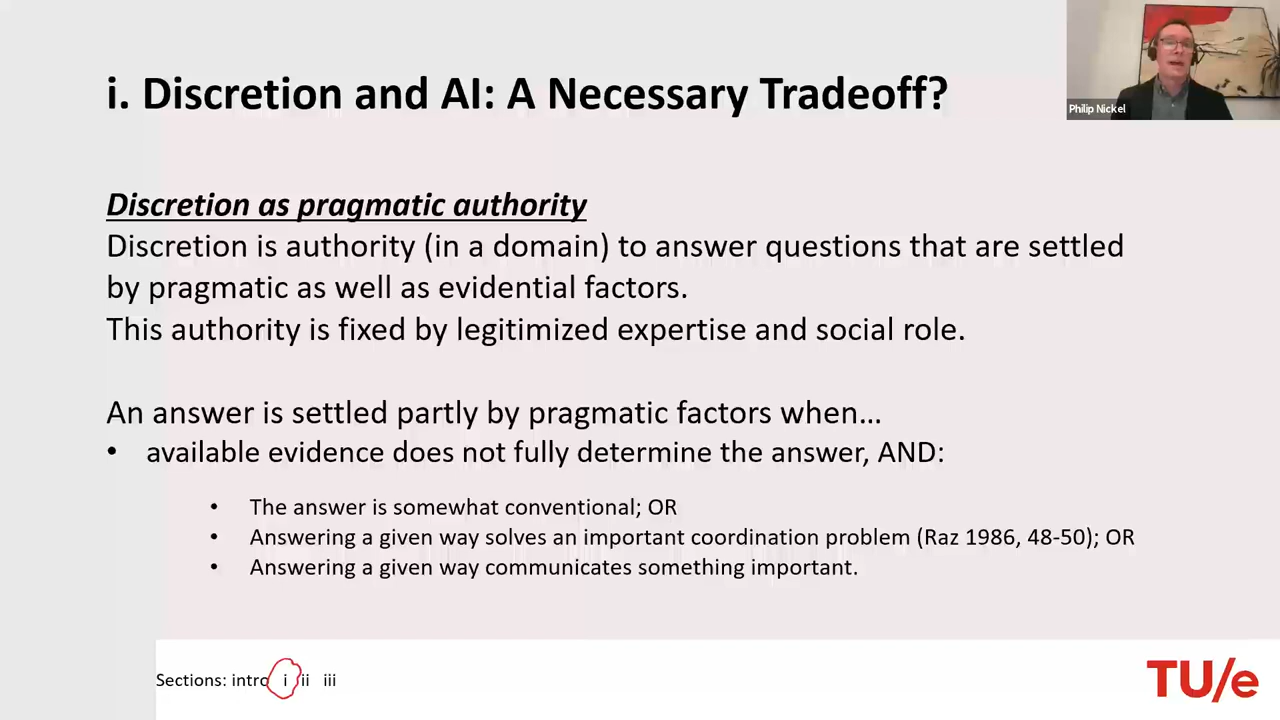 i. Discretion and AI: A Necessary Tradeoff?
Philip Nickel
Discretion as pragmatic authority
Discretion is authority (in a domain) to answer questions that are settled
by pragmatic as well as evidential factors.
This authority is fixed by legitimized expertise and social role.
An answer is settled partly by pragmatic factors when…
• available evidence does not fully determine the answer, AND:
• The answer is somewhat conventional; OR
• Answering a given way solves an important coordination problem (Raz 1986, 48-50); OR
• Answering a given way communicates something important.
Sections: intro i ii iii
TU/e